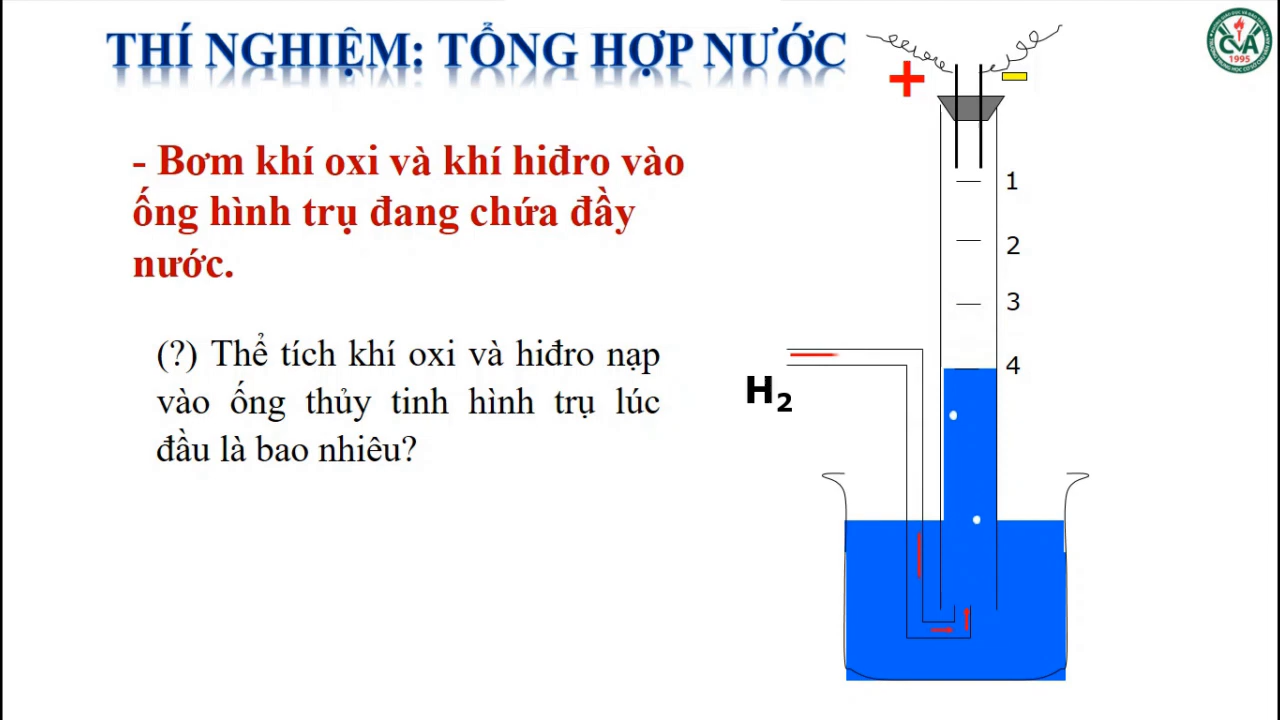 THÍ NGHIỆM: TỔNG HỢP NƯỚC
- Bơm khí oxi và khí hiđro vào
ống hình trụ đang chứa đầy
nước.
(?) Thể tích khí oxi và hiđro nạp
vào ống thủy tinh hình trụ lúc
đầu là bao nhiêu?
+
-
1
2
3
4
H₂
CVA
1995